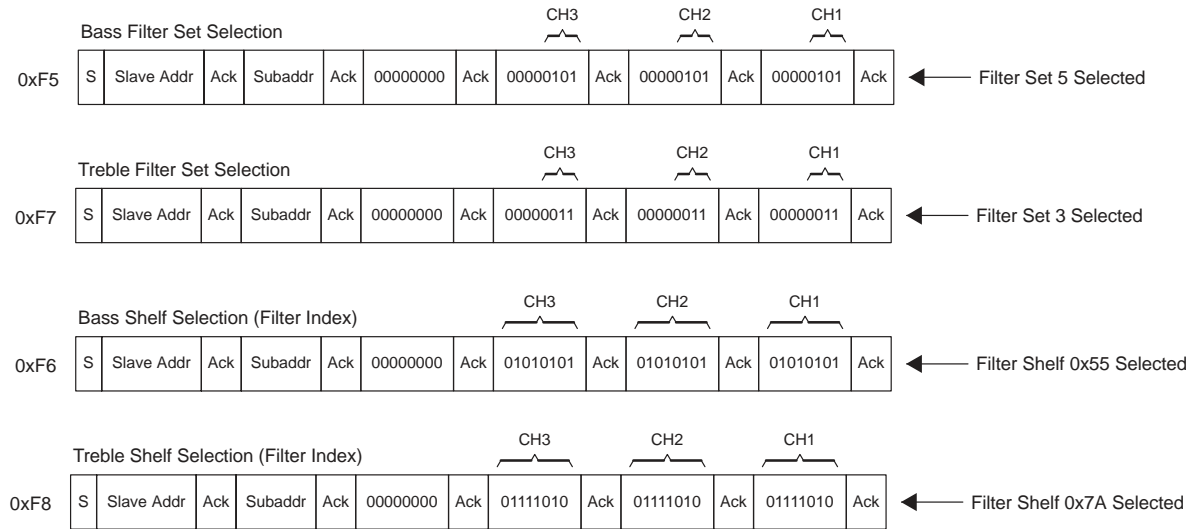 CH3 CH2 CH1
Bass Filter Set Selection
0xF5 S Slave Addr Ack Subaddr Ack 00000000 Ack 00000101 Ack 00000101 Ack 00000101 Ack Filter Set 5 Selected
CH3 CH2 CH1
Treble Filter Set Selection
0xF7 S Slave Addr Ack Subaddr Ack 00000000 Ack 00000011 Ack 00000011 Ack 00000011 Ack Filter Set 3 Selected
CH3 CH2 CH1
Bass Shelf Selection (Filter Index)
0xF6 S Slave Addr Ack Subaddr Ack 00000000 Ack 01010101 Ack 01010101 Ack 01010101 Ack Filter Shelf 0x55 Selected
CH3 CH2 CH1
Treble Shelf Selection (Filter Index)
0xF8 S Slave Addr Ack Subaddr Ack 00000000 Ack 01111010 Ack 01111010 Ack 01111010 Ack Filter Shelf 0x7A Selected